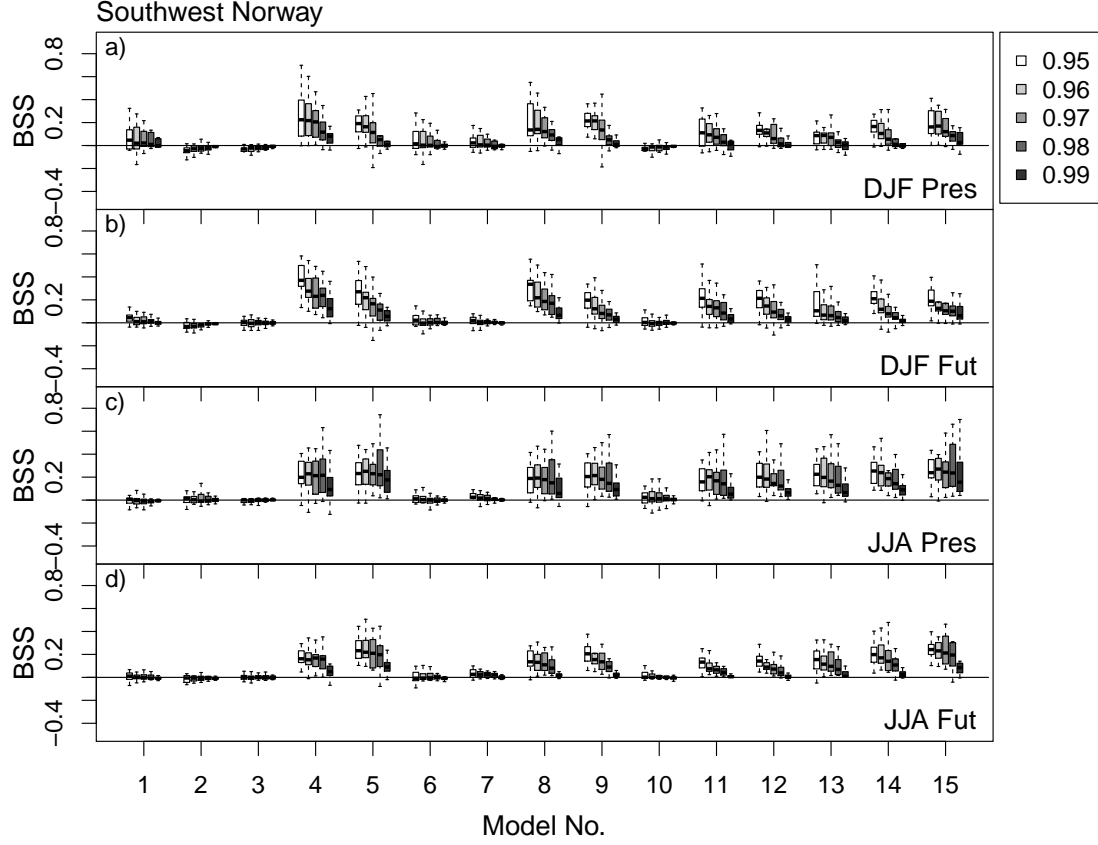 Southwest Norway
a)
BSS
0.8
0.2
−0.4
DJF Pres
0.95
0.96
0.97
0.98
0.99
b)
BSS
0.8
0.2
−0.4
DJF Fut
c)
BSS
0.8
0.2
−0.4
JJA Pres
d)
BSS
0.8
0.2
−0.4
JJA Fut
1 2 3 4 5 6 7 8 9 10 11 12 13 14 15
Model No.